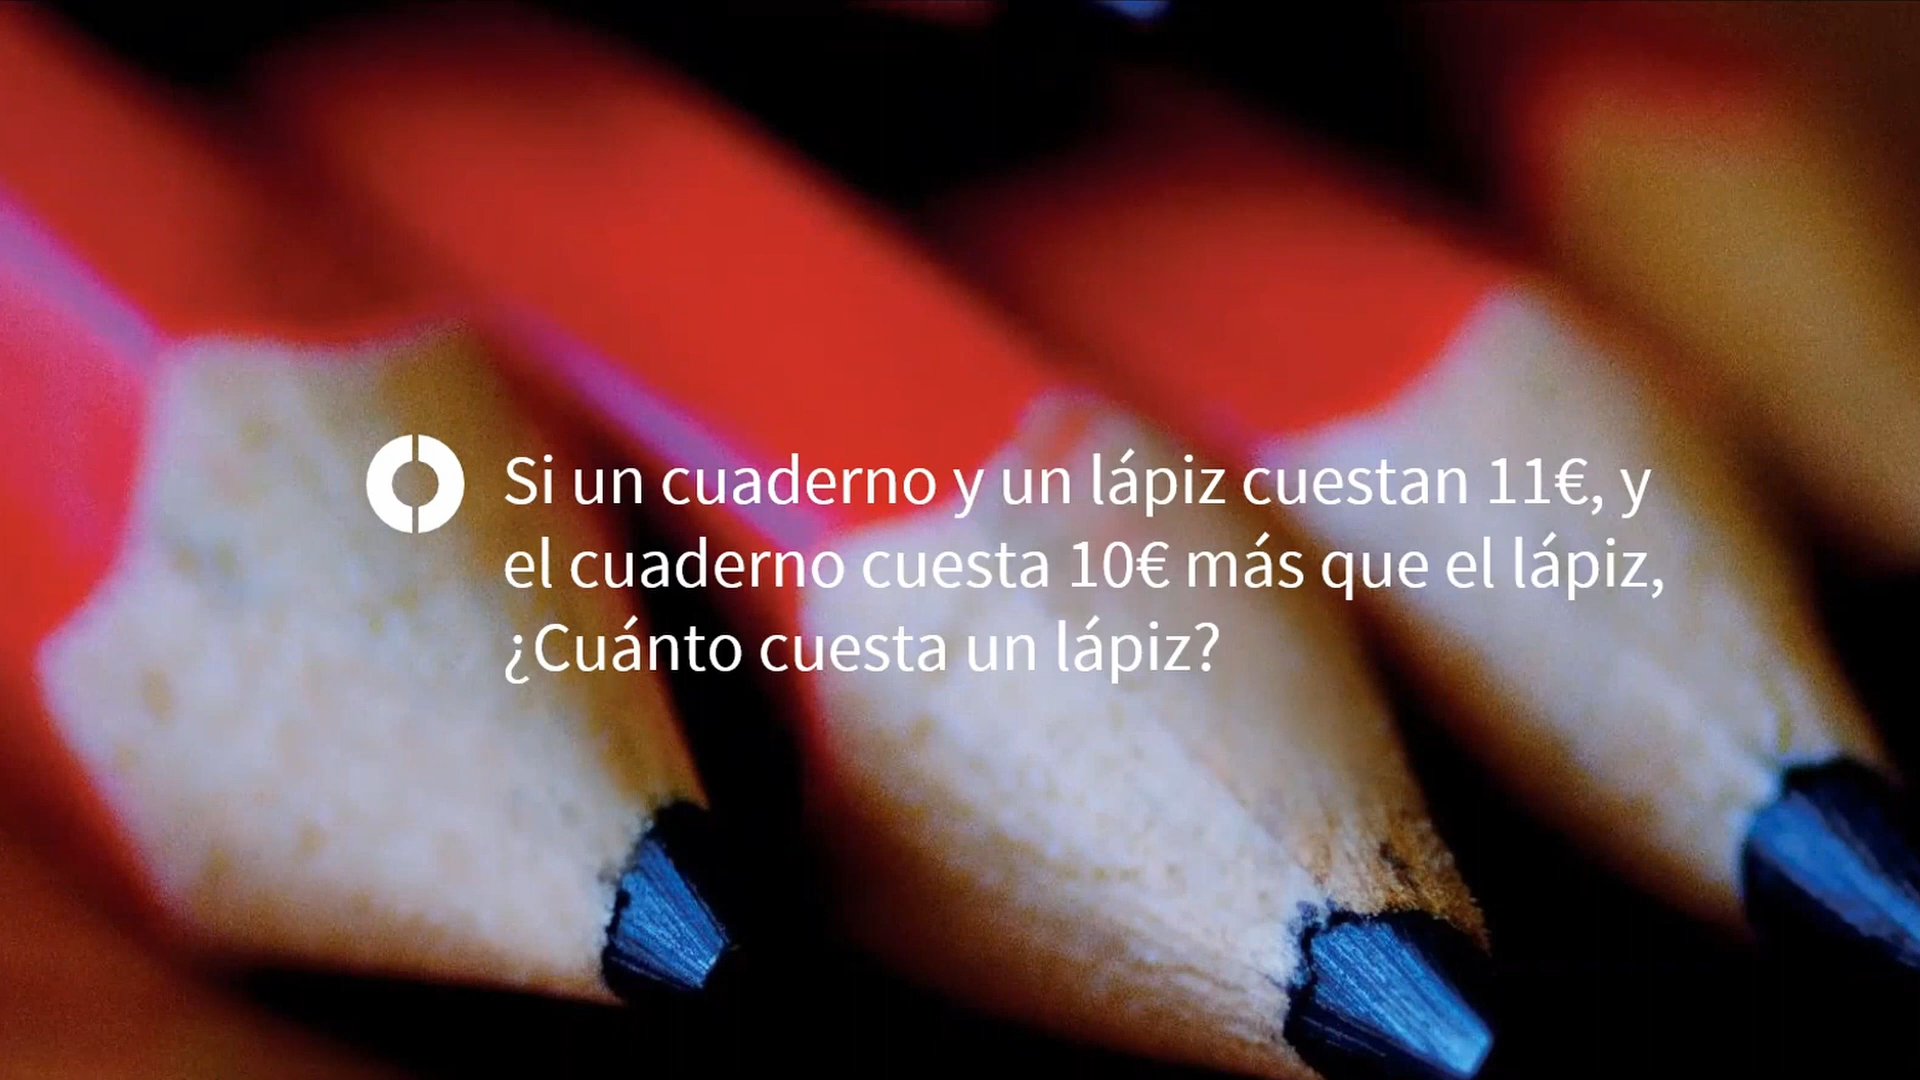 Si un cuaderno y un lápiz cuestan 11€, y
el cuaderno cuesta 10€ más que el lápiz,
¿Cuánto cuesta un lápiz?